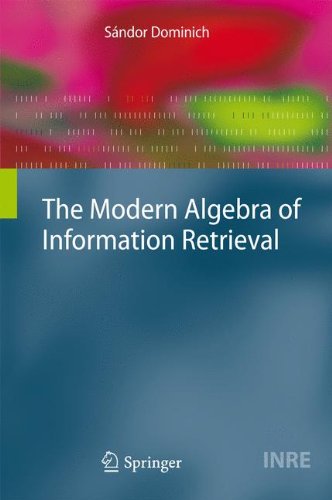 Sándor Dominich
The Modern Algebra of
Information Retrieval
Springer
INRE